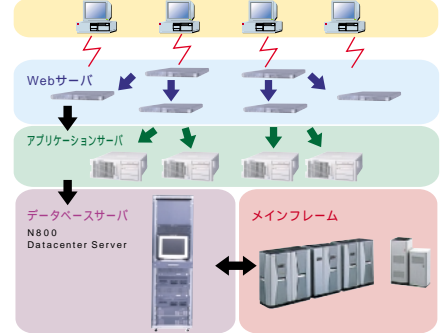 Webサーバ
アプリケーションサーバ
データベースサーバ
N800
Datacenter Server
メインフレーム